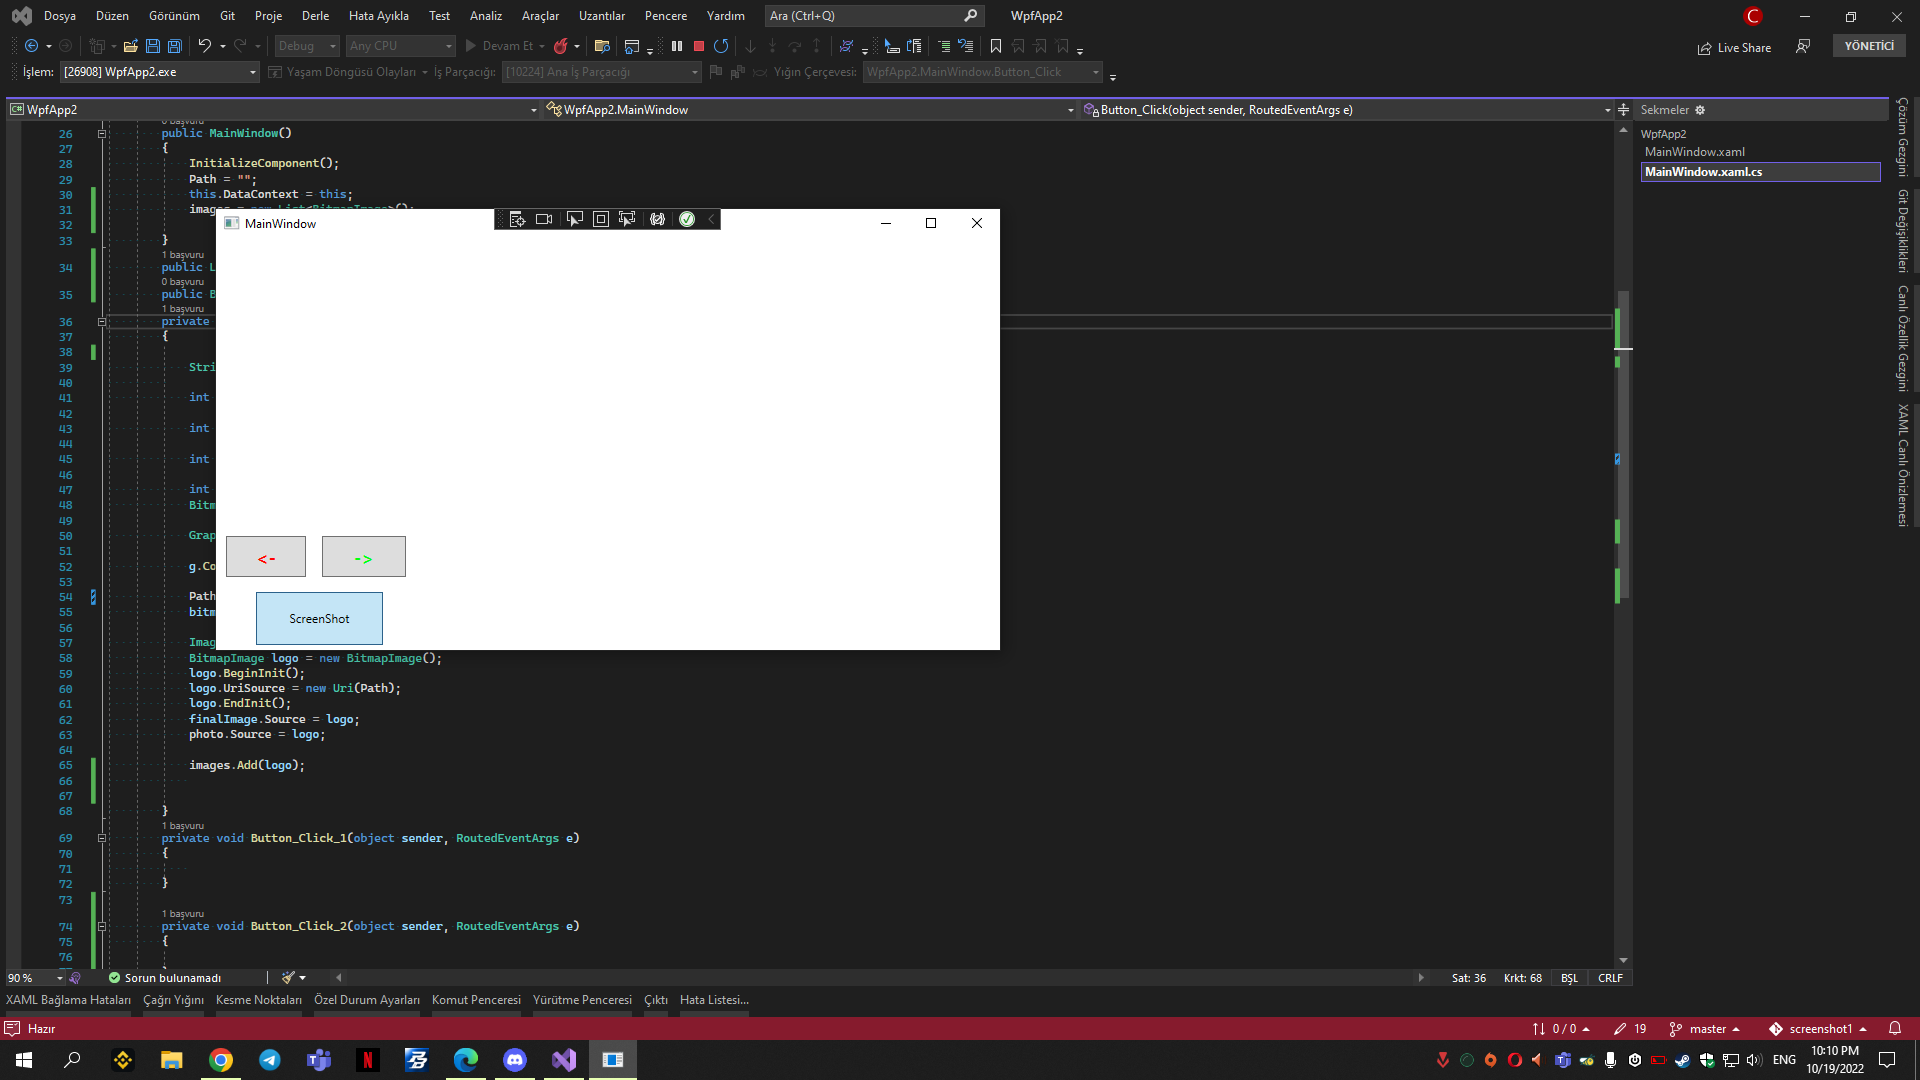 Dosya Düzen Görünüm Git Proje Derle Hata Ayıkla Test Analiz Araçlar Uzantılar Pencere Yardım Ara (Ctrl+Q) WpfApp2 C
Debug Any CPU Devam Et Live Share YÖNETİCİ
İşlem: [26908] WpfApp2.exe Yaşam Döngüsü Olayları İş Parçacığı: [10224] Ana İş Parçacığı Yığın Çerçevesi: WpfApp2.MainWindow.Button_Click
C# WpfApp2 WpfApp2.MainWindow Button_Click(object sender, RoutedEventArgs e)
0 başvuru
26 public MainWindow()
27 {
28 InitializeComponent();
29 Path = "";
30 this.DataContext = this;
31 images = new List<BitmapImage>();
32
33 }
1 başvuru
34 public L
0 başvuru
35 public B
1 başvuru
36 private
37 {
38
39 Stri
40
41 int
42
43 int
44
45 int
46
47 int
48 Bitm
49
50 Grap
51
52 g.Co
53
54 Path
55 bitm
56
57 Imag
58 BitmapImage logo = new BitmapImage();
59 logo.BeginInit();
60 logo.UriSource = new Uri(Path);
61 logo.EndInit();
62 finalImage.Source = logo;
63 photo.Source = logo;
64
65 images.Add(logo);
66
67
68 }
1 başvuru
69 private void Button_Click_1(object sender, RoutedEventArgs e)
70 {
71
72 }
73
1 başvuru
74 private void Button_Click_2(object sender, RoutedEventArgs e)
75 {
76
MainWindow
<-
->
ScreenShot
Sekmeler
WpfApp2
MainWindow.xaml
MainWindow.xaml.cs
Çözüm Gezgini
Git Değişiklikleri
Canlı Özellik Gezgini
XAML Canlı Önizlemesi
90 % Sorun bulunamadı Sat: 36 Krkt: 68 BŞL CRLF
XAML Bağlama Hataları Çağrı Yığını Kesme Noktaları Özel Durum Ayarları Komut Penceresi Yürütme Penceresi Çıktı Hata Listesi...
Hazır 0 / 0 19 master screenshot1
ENG
10:10 PM
10/19/2022